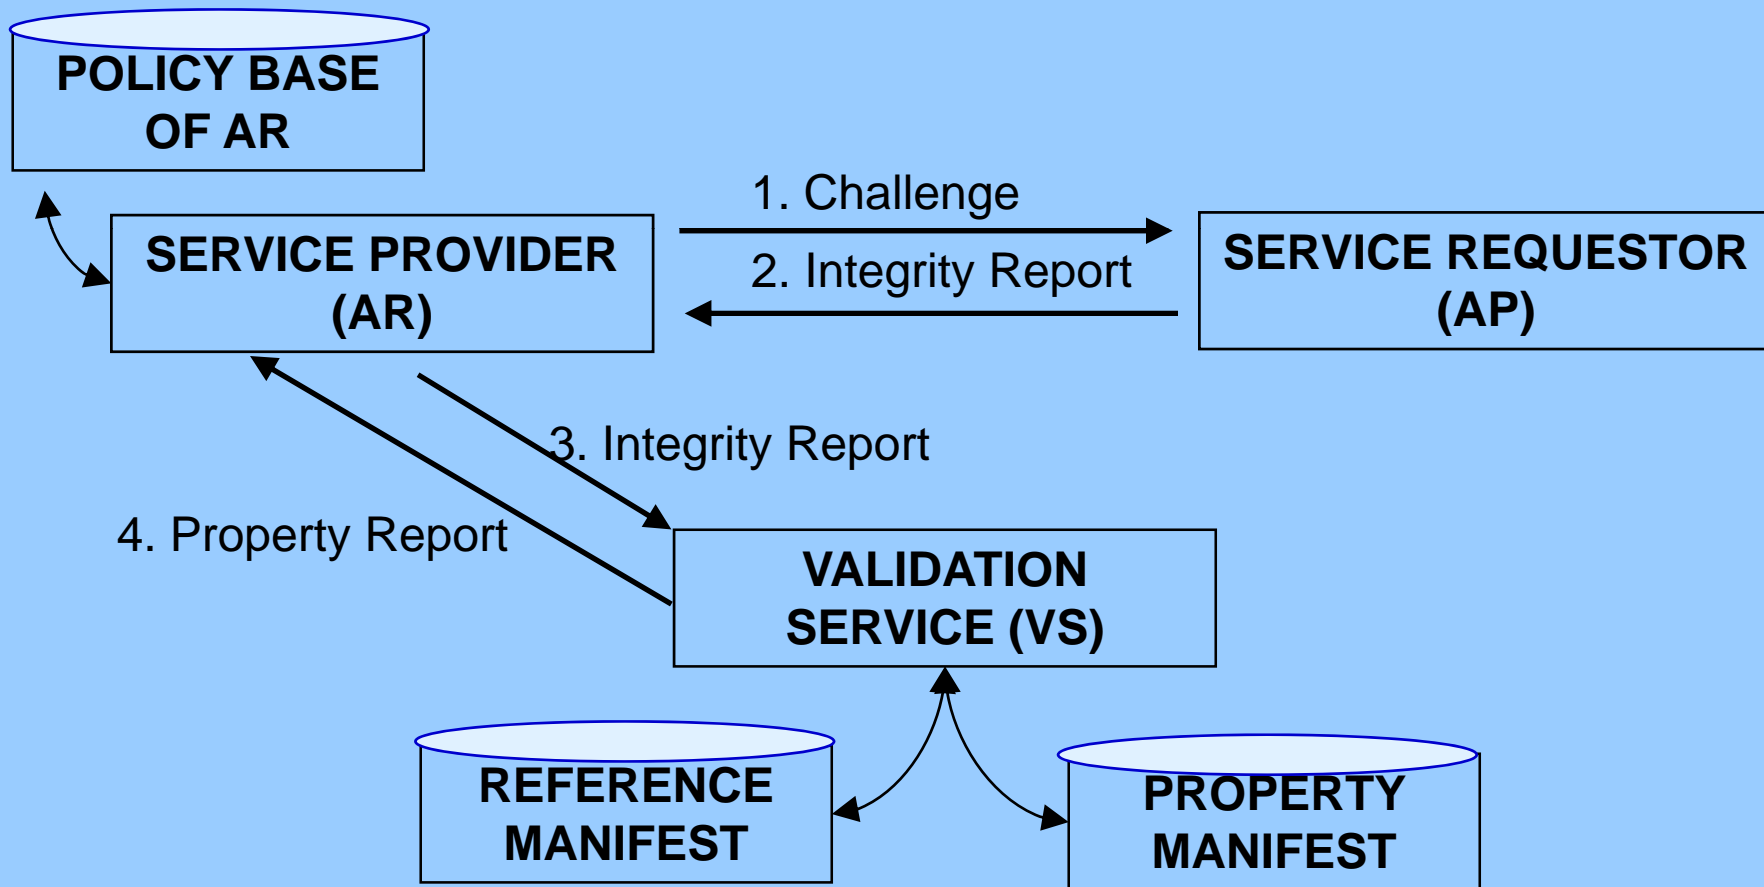 POLICY BASE
OF AR
1. Challenge
SERVICE PROVIDER
(AR)
2. Integrity Report
SERVICE REQUESTOR
(AP)
3. Integrity Report
4. Property Report
VALIDATION
SERVICE (VS)
REFERENCE
MANIFEST
PROPERTY
MANIFEST